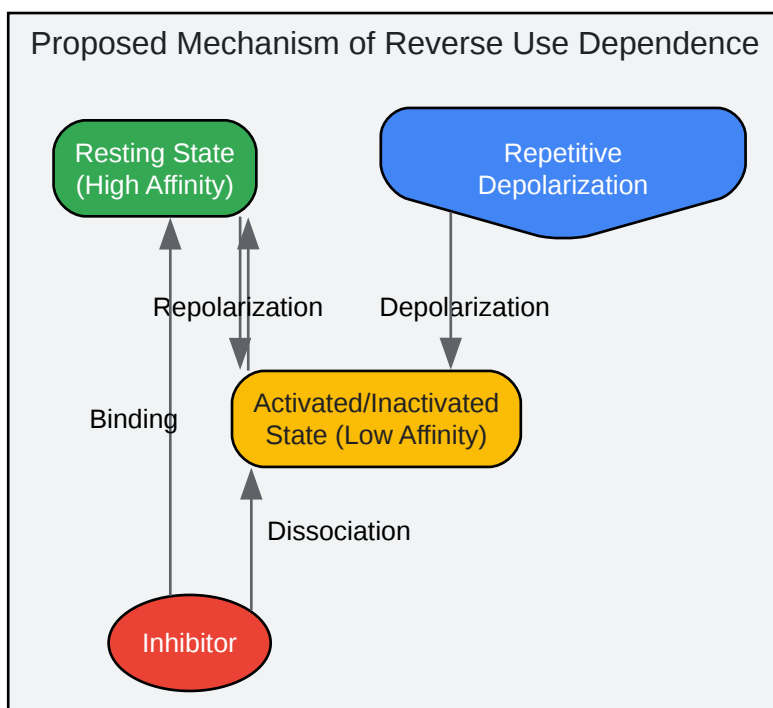 Proposed Mechanism of Reverse Use Dependence
Resting State
(High Affinity)
Repetitive
Depolarization
Repolarization
Depolarization
Activated/Inactivated
State (Low Affinity)
Binding
Dissociation
Inhibitor